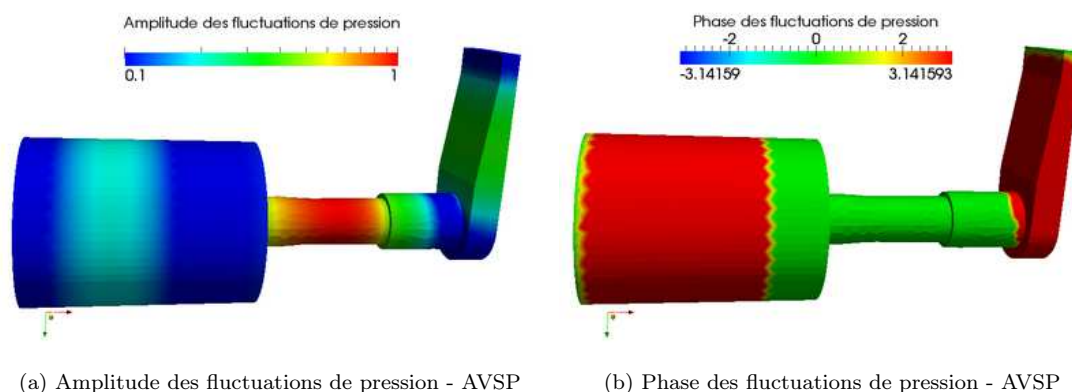 Amplitude des fluctuations de pression
0.1
1
Phase des fluctuations de pression
-2
0
2
-3.14159
3.141593
(a) Amplitude des fluctuations de pression - AVSP
(b) Phase des fluctuations de pression - AVSP